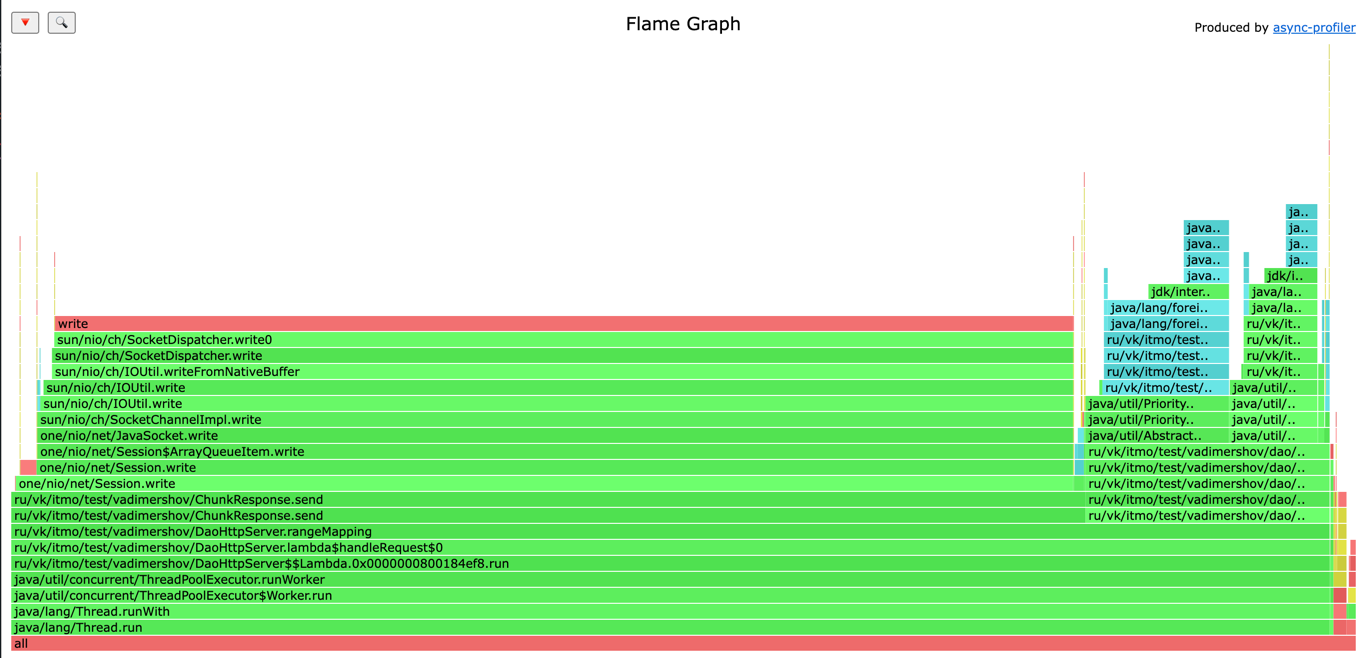 Flame Graph
Produced by async-profiler
ja..
java.. ja..
java.. ja..
java.. ja..
java.. jdk/i..
jdk/inter.. java/la..
java/lang/forei.. java/la..
write java/lang/forei.. ru/vk/it..
sun/nio/ch/SocketDispatcher.write0 ru/vk/itmo/test.. ru/vk/it..
sun/nio/ch/SocketDispatcher.write ru/vk/itmo/test.. ru/vk/it..
sun/nio/ch/IOUtil.writeFromNativeBuffer ru/vk/itmo/test.. ru/vk/it..
sun/nio/ch/IOUtil.write ru/vk/itmo/test/.. java/util/..
sun/nio/ch/IOUtil.write java/util/Priority.. java/util/..
sun/nio/ch/SocketChannelImpl.write java/util/Priority.. java/util/..
one/nio/net/JavaSocket.write java/util/Abstract.. java/util/..
one/nio/net/Session$ArrayQueueItem.write ru/vk/itmo/test/vadimershov/dao/..
one/nio/net/Session.write ru/vk/itmo/test/vadimershov/dao/..
one/nio/net/Session.write ru/vk/itmo/test/vadimershov/dao/..
ru/vk/itmo/test/vadimershov/ChunkResponse.send ru/vk/itmo/test/vadimershov/dao/..
ru/vk/itmo/test/vadimershov/ChunkResponse.send ru/vk/itmo/test/vadimershov/dao/..
ru/vk/itmo/test/vadimershov/DaoHttpServer.rangeMapping
ru/vk/itmo/test/vadimershov/DaoHttpServer.lambda$handleRequest$0
ru/vk/itmo/test/vadimershov/DaoHttpServer$$Lambda.0x0000000800184ef8.run
java/util/concurrent/ThreadPoolExecutor.runWorker
java/util/concurrent/ThreadPoolExecutor$Worker.run
java/lang/Thread.runWith
java/lang/Thread.run
all